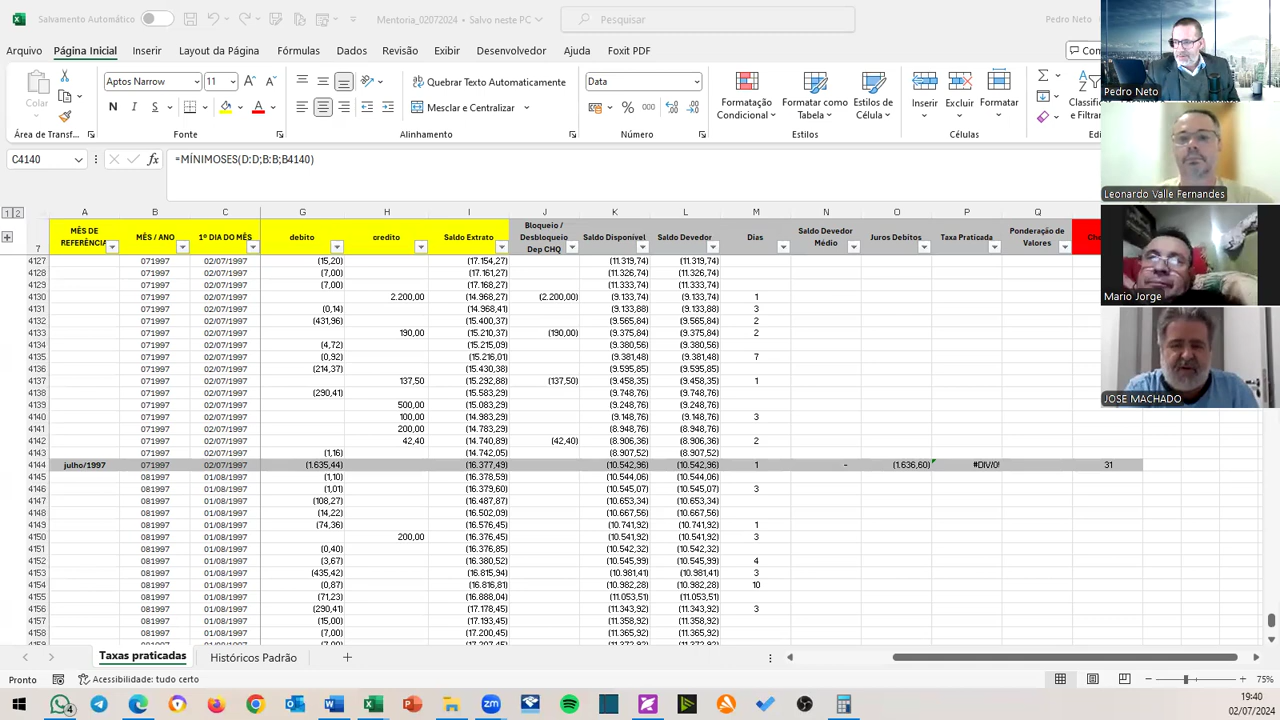 Salvamento Automático
Mentoria_02072024 • Salvo neste PC
Pesquisar
Pedro Neto
Arquivo Página Inicial Inserir Layout da Página Fórmulas Dados Revisão Exibir Desenvolvedor Ajuda Foxit PDF
Colar
Aptos Narrow 11
N I S
Quebrar Texto Automaticamente
Mesclar e Centralizar
Data
Formatação Condicional
Formatar como Tabela
Estilos de Célula
Inserir Excluir Formatar
Área de Transf... Fonte Alinhamento Número Estilos Células
C4140 fx =MÍNIMOSES(D:D;B:B;B4140)
1 2
A B C G H I J K L M N O P Q
7 MÊS DE REFERÊNCIA MÊS / ANO 1º DIA DO MÊS debito credito Saldo Extrato Bloqueio / Desbloqueio Dep CHQ Saldo Disponível Saldo Devedor Dias Saldo Devedor Médio Juros Debitos Taxa Praticada Ponderação de Valores
4127 071997 02/07/1997 (15,20) (17.154,27) (11.319,74) (11.319,74)
4128 071997 02/07/1997 (7,00) (17.161,27) (11.326,74) (11.326,74)
4129 071997 02/07/1997 (7,00) (17.168,27) (11.333,74) (11.333,74)
4130 071997 02/07/1997 2.200,00 (14.968,27) (2.200,00) (9.133,74) (9.133,74) 1
4131 071997 02/07/1997 (0,14) (14.968,41) (9.133,88) (9.133,88) 3
4132 071997 02/07/1997 (431,96) (15.400,37) (9.565,84) (9.565,84) 2
4133 071997 02/07/1997 190,00 (15.210,37) (190,00) (9.375,84) (9.375,84) 2
4134 071997 02/07/1997 (4,72) (15.215,09) (9.380,56) (9.380,56)
4135 071997 02/07/1997 (0,92) (15.216,01) (9.381,48) (9.381,48) 7
4136 071997 02/07/1997 (214,37) (15.430,38) (9.595,85) (9.595,85)
4137 071997 02/07/1997 137,50 (15.292,88) (137,50) (9.458,35) (9.458,35) 1
4138 071997 02/07/1997 (290,41) (15.583,29) (9.748,76) (9.748,76)
4139 071997 02/07/1997 500,00 (15.083,29) (9.248,76) (9.248,76)
4140 071997 02/07/1997 100,00 (14.983,29) (9.148,76) (9.148,76) 3
4141 071997 02/07/1997 200,00 (14.783,29) (8.948,76) (8.948,76)
4142 071997 02/07/1997 42,40 (14.740,89) (42,40) (8.906,36) (8.906,36) 2
4143 071997 02/07/1997 (1,16) (14.742,05) (8.907,52) (8.907,52)
4144 julho/1997 071997 02/07/1997 (1.635,44) (16.377,49) (10.542,96) (10.542,96) 1 - (1.636,60) #DIV/0! 31
4145 081997 01/08/1997 (1,10) (16.378,59) (10.544,06) (10.544,06)
4146 081997 01/08/1997 (1,01) (16.379,60) (10.545,07) (10.545,07) 3
4147 081997 01/08/1997 (108,27) (16.487,87) (10.653,34) (10.653,34)
4148 081997 01/08/1997 (14,22) (16.502,09) (10.667,56) (10.667,56)
4149 081997 01/08/1997 (74,36) (16.576,45) (10.741,92) (10.741,92) 1
4150 081997 01/08/1997 200,00 (16.376,45) (10.541,92) (10.541,92) 3
4151 081997 01/08/1997 (0,40) (16.376,85) (10.542,32) (10.542,32)
4152 081997 01/08/1997 (3,67) (16.380,52) (10.545,99) (10.545,99) 4
4153 081997 01/08/1997 (435,42) (16.815,94) (10.981,41) (10.981,41) 3
4154 081997 01/08/1997 (0,87) (16.816,81) (10.982,28) (10.982,28) 10
4155 081997 01/08/1997 (71,23) (16.888,04) (11.053,51) (11.053,51)
4156 081997 01/08/1997 (290,41) (17.178,45) (11.343,92) (11.343,92) 3
4157 081997 01/08/1997 (15,00) (17.193,45) (11.358,92) (11.358,92)
4158 081997 01/08/1997 (7,00) (17.200,45) (11.365,92) (11.365,92)
Pedro Neto
Leonardo Valle Fernandes
Mario Jorge
JOSE MACHADO
Taxas praticadas Históricos Padrão
Pronto Acessibilidade: tudo certo 75%
19:40
02/07/2024